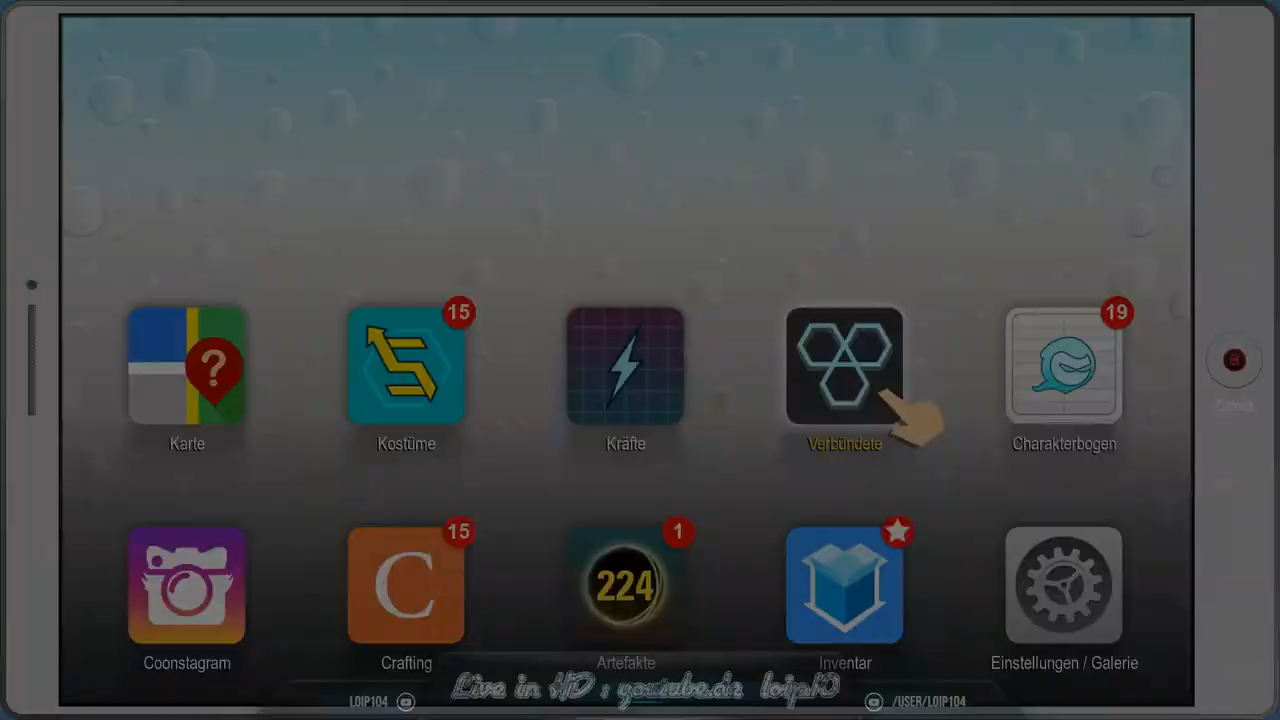 15
19
?
B
Karte
Kostüme
Kräfte
Verbündete
Charakterbogen
Zurück
15
1
C
224
Coonstagram
Crafting
Artefakte
Inventar
Einstellungen / Galerie
Live in HD : youtube.de loip10
LOIP104
/USER/LOIP104